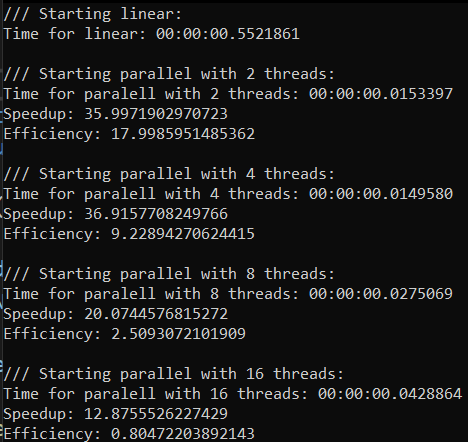 /// Starting linear:
Time for linear: 00:00:00.5521861
/// Starting parallel with 2 threads:
Time for paralell with 2 threads: 00:00:00.0153397
Speedup: 35.9971902970723
Efficiency: 17.9985951485362
/// Starting parallel with 4 threads:
Time for paralell with 4 threads: 00:00:00.0149580
Speedup: 36.9157708249766
Efficiency: 9.22894270624415
/// Starting parallel with 8 threads:
Time for paralell with 8 threads: 00:00:00.0275069
Speedup: 20.0744576815272
Efficiency: 2.5093072101909
/// Starting parallel with 16 threads:
Time for paralell with 16 threads: 00:00:00.0428864
Speedup: 12.8755526227429
Efficiency: 0.80472203892143